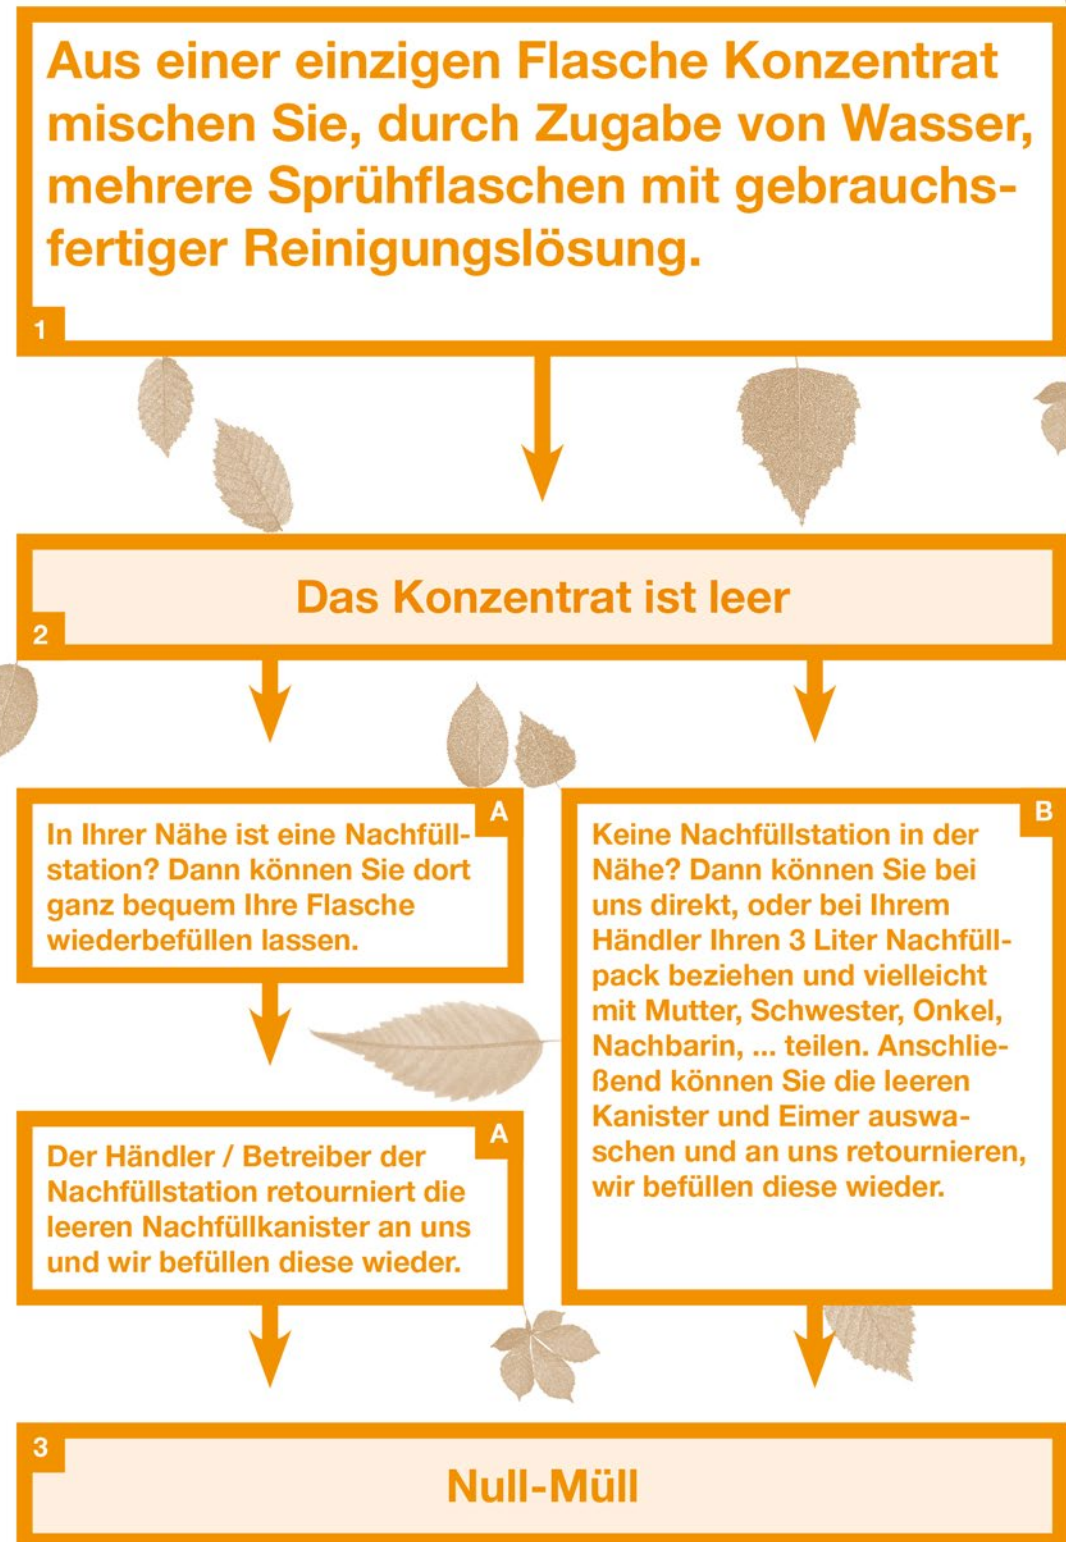 Aus einer einzigen Flasche Konzentrat
mischen Sie, durch Zugabe von Wasser,
mehrere Sprühflaschen mit gebrauchs-
fertiger Reinigungslösung.
1
Das Konzentrat ist leer
2
A
In Ihrer Nähe ist eine Nachfüll-
station? Dann können Sie dort
ganz bequem Ihre Flasche
wiederbefüllen lassen.
A
Der Händler / Betreiber der
Nachfüllstation retourniert die
leeren Nachfüllkanister an uns
und wir befüllen diese wieder.
B
Keine Nachfüllstation in der
Nähe? Dann können Sie bei
uns direkt, oder bei Ihrem
Händler Ihren 3 Liter Nachfüll-
pack beziehen und vielleicht
mit Mutter, Schwester, Onkel,
Nachbarin, ... teilen. Anschlie-
ßend können Sie die leeren
Kanister und Eimer auswa-
schen und an uns retournieren,
wir befüllen diese wieder.
3
Null-Müll